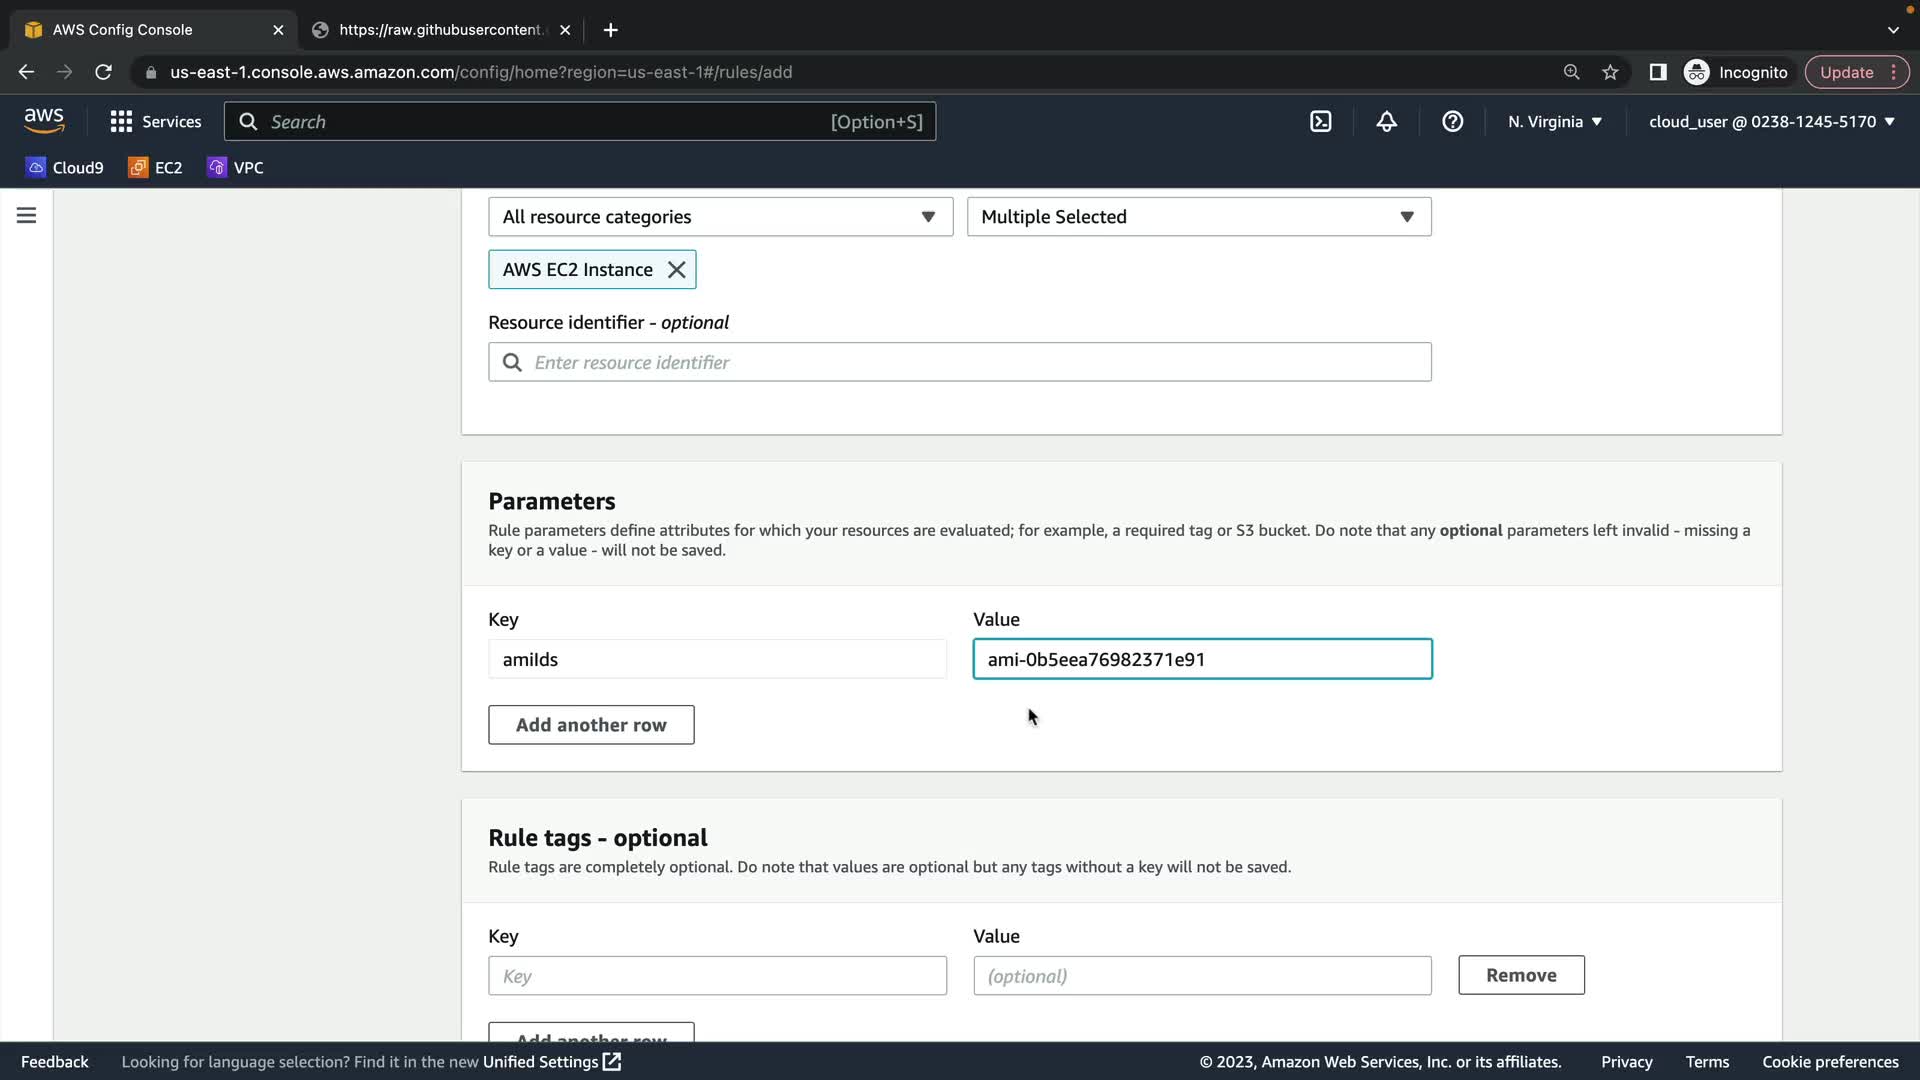 AWS Config Console
https://raw.githubusercontent.
us-east-1.console.aws.amazon.com/config/home?region=us-east-1#/rules/add
Incognito
Update
aws
Services
Search
[Option+S]
N. Virginia
cloud_user @ 0238-1245-5170
Cloud9
EC2
VPC
All resource categories
Multiple Selected
AWS EC2 Instance
Resource identifier - optional
Enter resource identifier
Parameters
Rule parameters define attributes for which your resources are evaluated; for example, a required tag or S3 bucket. Do note that any optional parameters left invalid - missing a
key or a value - will not be saved.
Key
Value
amiIds
ami-0b5eea76982371e91
Add another row
Rule tags - optional
Rule tags are completely optional. Do note that values are optional but any tags without a key will not be saved.
Key
Value
Key
(optional)
Remove
Add another row
Feedback
Looking for language selection? Find it in the new Unified Settings
© 2023, Amazon Web Services, Inc. or its affiliates.
Privacy
Terms
Cookie preferences